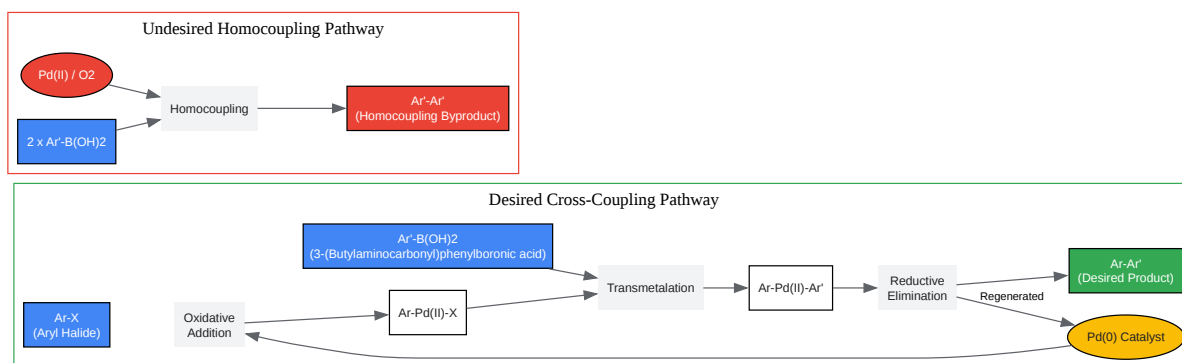 Undesired Homocoupling Pathway
Pd(II) / O2
Homocoupling
Ar'-Ar'
(Homocoupling Byproduct)
2 x Ar'-B(OH)2
Desired Cross-Coupling Pathway
Ar'-B(OH)2
(3-(Butylaminocarbonyl)phenylboronic acid)
Transmetalation
Ar-Pd(II)-Ar'
Reductive
Elimination
Ar-Ar'
(Desired Product)
Regenerated
Ar-X
(Aryl Halide)
Oxidative
Addition
Ar-Pd(II)-X
Pd(0) Catalyst